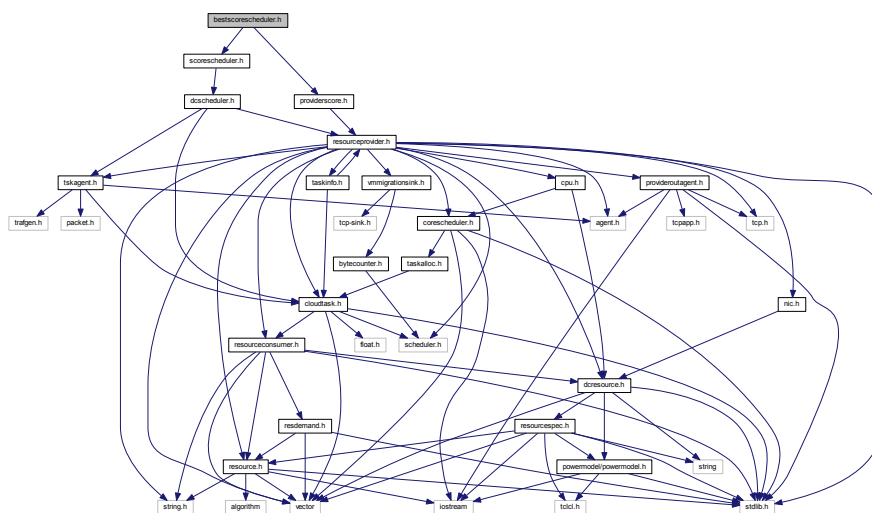 bestscorescheduler.h
scorescheduler.h
dcscheduler.h
providerscore.h
resourceprovider.h
tskagent.h
taskinfo.h
vmmigrationsink.h
cpu.h
provideroutagent.h
trafgen.h
packet.h
tcp-sink.h
corescheduler.h
agent.h
tcpapp.h
tcp.h
bytecounter.h
taskalloc.h
cloudtask.h
nic.h
resourceconsumer.h
float.h
scheduler.h
dcresource.h
resdemand.h
resourcespec.h
resource.h
powermodel/powermodel.h
string
string.h
algorithm
vector
iostream
tclcl.h
stdlib.h